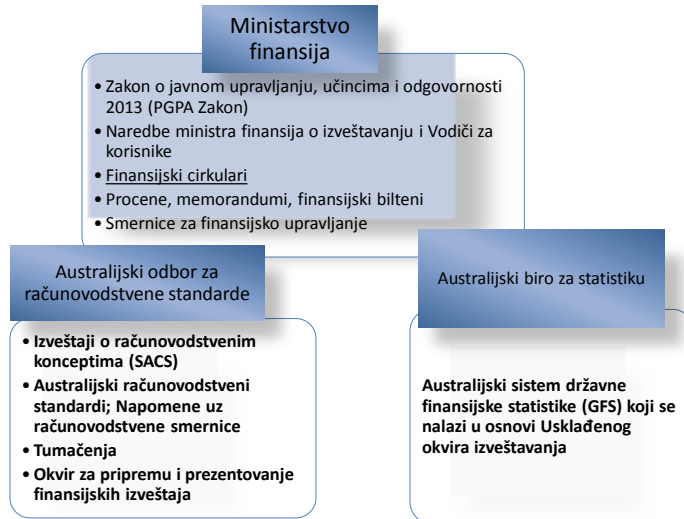 Ministarstvo
finansija
• Zakon o javnom upravljanju, učincima i odgovornosti
2013 (PGPA Zakon)
• Naredbe ministra finansija o izveštavanju i Vodiči za
korisnike
• Finansijski cirkulari
• Procene, memorandumi, finansijski bilteni
• Smernice za finansijsko upravljanje
Australijski odbor za
računovodstvene standarde
• Izveštaji o računovodstvenim
konceptima (SACS)
• Australijski računovodstveni
standardi; Napomene uz
računovodstvene smernice
• Tumačenja
• Okvir za pripremu i prezentovanje
finansijskih izveštaja
Australijski biro za statistiku
Australijski sistem državne
finansijske statistike (GFS) koji se
nalazi u osnovi Usklađenog
okvira izveštavanja